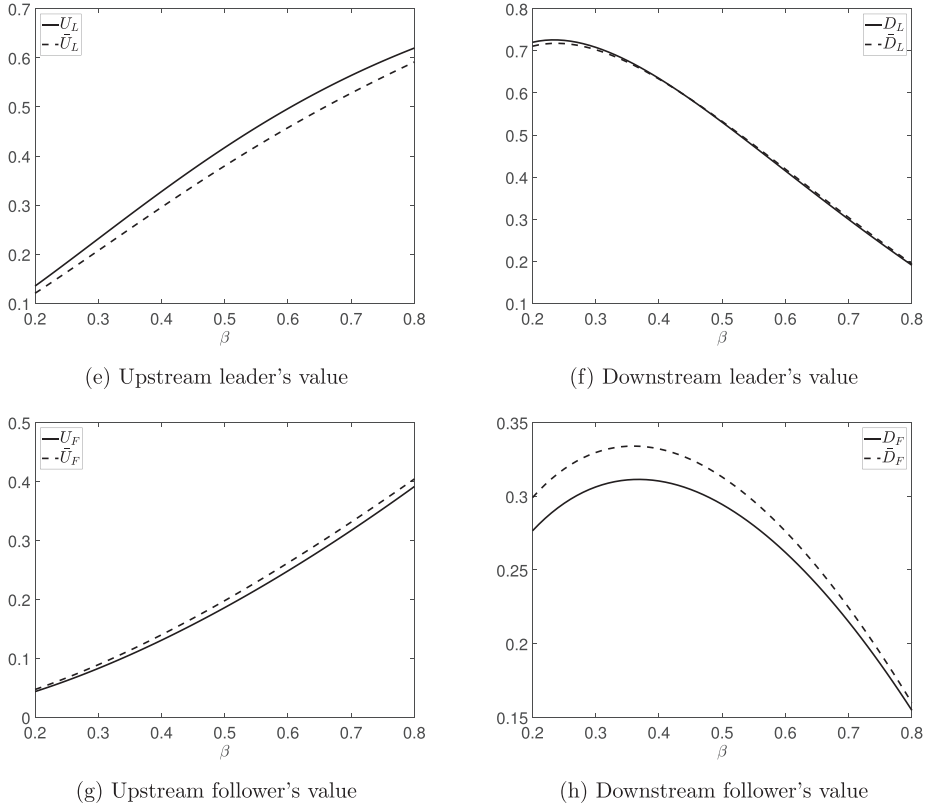 0.7
0.6
0.5
0.4
0.3
0.2
0.1
0.2 0.3 0.4 0.5 0.6 0.7 0.8
β
U_L
Ū_L
(e) Upstream leader's value
0.8
0.7
0.6
0.5
0.4
0.3
0.2
0.1
0.2 0.3 0.4 0.5 0.6 0.7 0.8
β
D_L
D̄_L
(f) Downstream leader's value
0.5
0.4
0.3
0.2
0.1
0
0.2 0.3 0.4 0.5 0.6 0.7 0.8
β
U_F
Ū_F
(g) Upstream follower's value
0.35
0.3
0.25
0.2
0.15
0.2 0.3 0.4 0.5 0.6 0.7 0.8
β
D_F
D̄_F
(h) Downstream follower's value